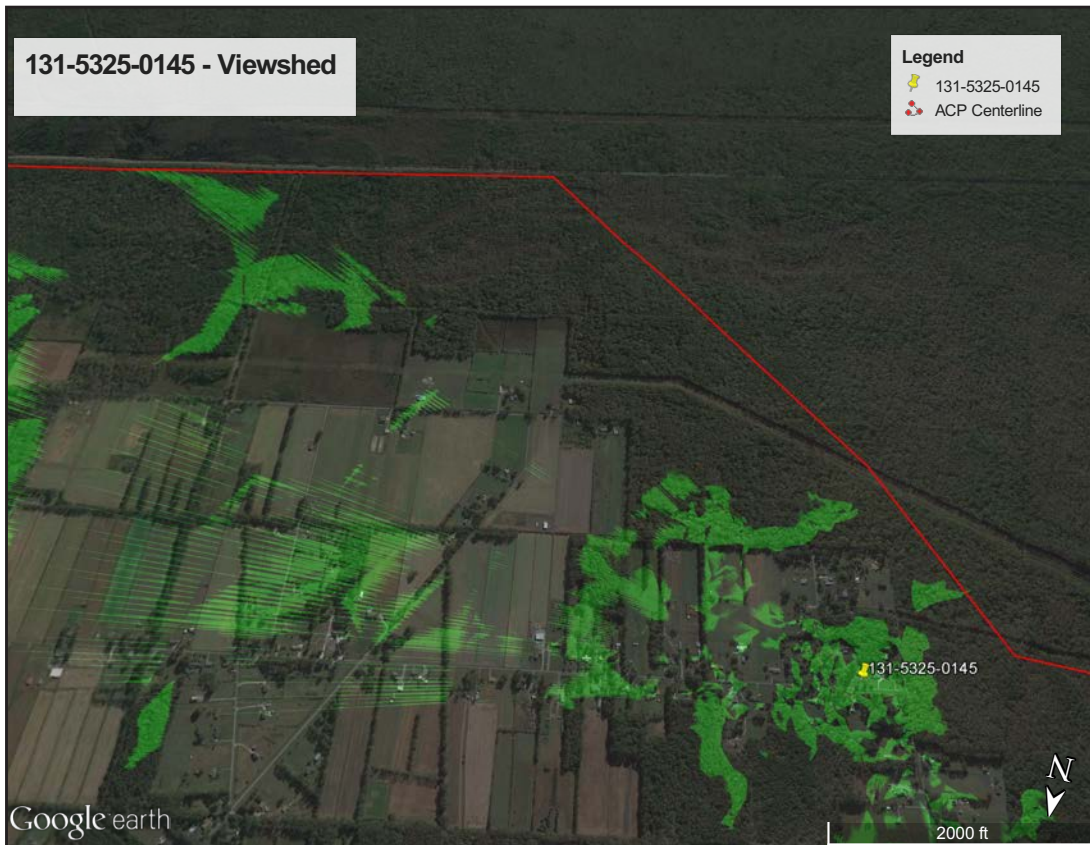 131-5325-0145 - Viewshed
Legend
131-5325-0145
ACP Centerline
131-5325-0145
Google earth
N
2000 ft